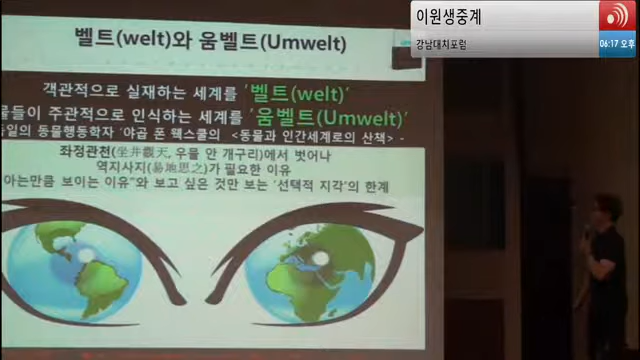 이원생중계
강남대치포럼
06:17 오후
벨트(welt)와 움벨트(Umwelt)
객관적으로 실재하는 세계를 '벨트(welt)'
물들이 주관적으로 인식하는 세계를 '움벨트(Umwelt)'
독일의 동물행동학자 '야곱 폰 웩스쿨의 <동물과 인간세계로의 산책> -
좌정관천(坐井觀天, 우물 안 개구리)에서 벗어나
역지사지(易地思之)가 필요한 이유
아는만큼 보이는 이유"와 보고 싶은 것만 보는 '선택적 지각'의 한계